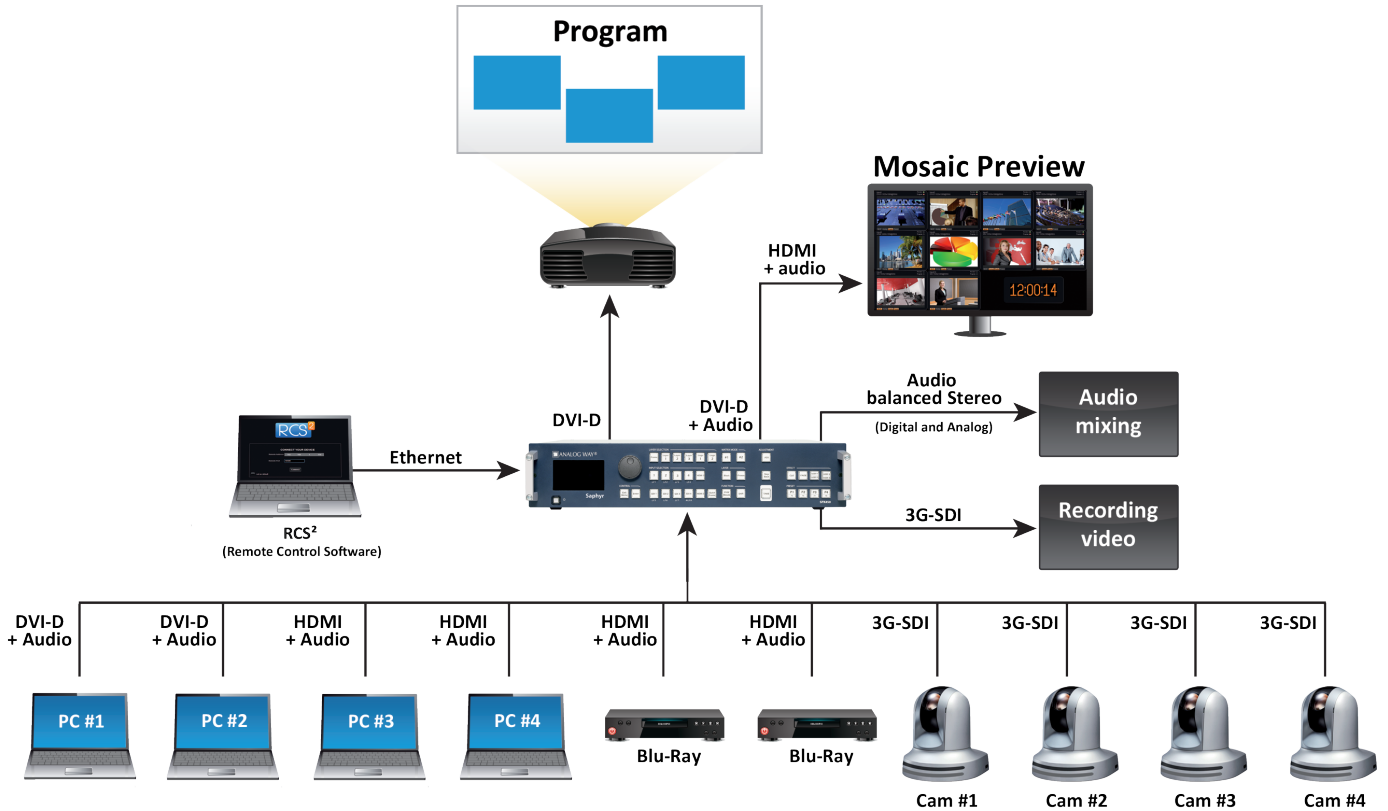 Program
Mosaic Preview
12:00:14
HDMI
+ audio
DVI-D
DVI-D
+ Audio
Audio
balanced Stereo
(Digital and Analog)
Audio
mixing
RCS²
CONNECT YOUR DEVICE
Ethernet
ANALOG WAY®
Saphyr
3G-SDI
Recording
video
RCS²
(Remote Control Software)
DVI-D
+ Audio
DVI-D
+ Audio
HDMI
+ Audio
HDMI
+ Audio
HDMI
+ Audio
HDMI
+ Audio
3G-SDI
3G-SDI
3G-SDI
3G-SDI
PC #1
PC #2
PC #3
PC #4
Blu-Ray
Blu-Ray
Cam #1
Cam #2
Cam #3
Cam #4